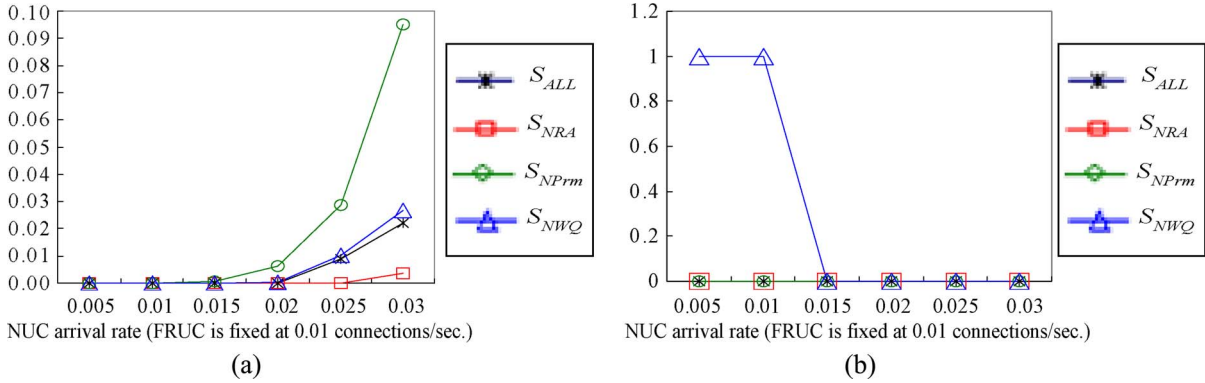 0.10
0.09
0.08
0.07
0.06
0.05
0.04
0.03
0.02
0.01
0.00
0.005 0.01 0.015 0.02 0.025 0.03
NUC arrival rate (FRUC is fixed at 0.01 connections/sec.)
(a)
S_ALL
S_NRA
S_NPrm
S_NWQ
1.2
1
0.8
0.6
0.4
0.2
0
0.005 0.01 0.015 0.02 0.025 0.03
NUC arrival rate (FRUC is fixed at 0.01 connections/sec.)
(b)
S_ALL
S_NRA
S_NPrm
S_NWQ